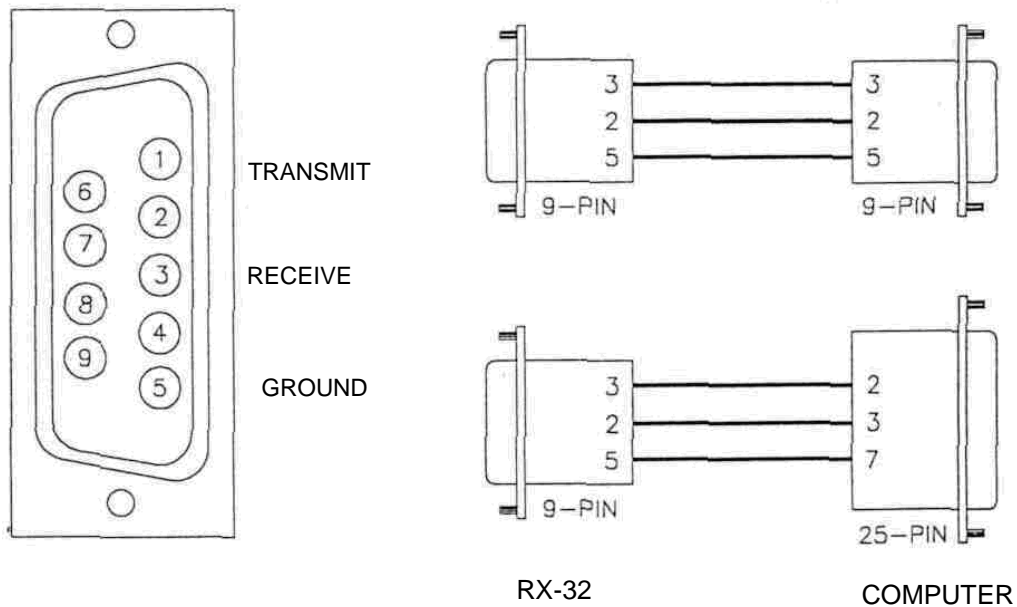 1
6
2
7
3
8
4
9
5
TRANSMIT
RECEIVE
GROUND
3 3
2 2
5 5
9-PIN 9-PIN
3 2
2 3
5 7
9-PIN
25-PIN
RX-32 COMPUTER